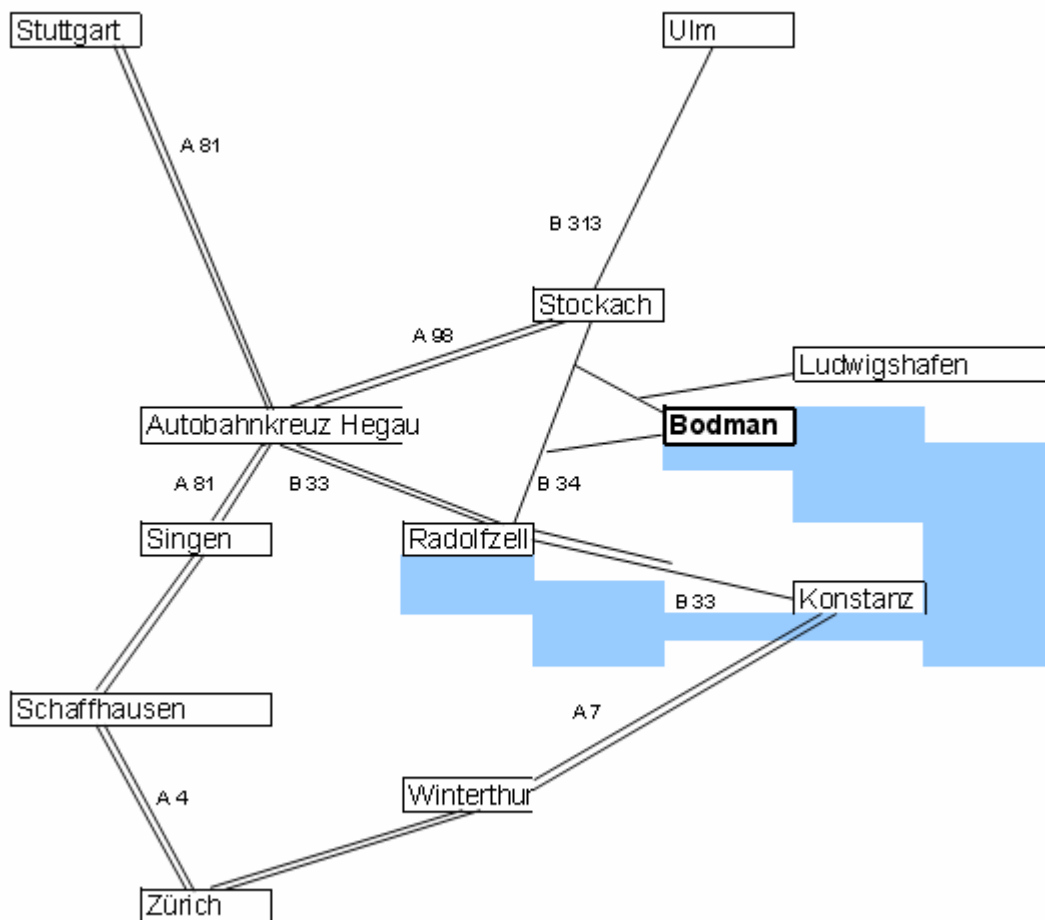 Stuttgart
Ulm
A 81
B 313
Stockach
A 98
Ludwigshafen
Autobahnkreuz Hegau
Bodman
A 81
B 33
B 34
Singen
Radolfzell
B 33
Konstanz
Schaffhausen
A 7
Winterthur
A 4
Zürich